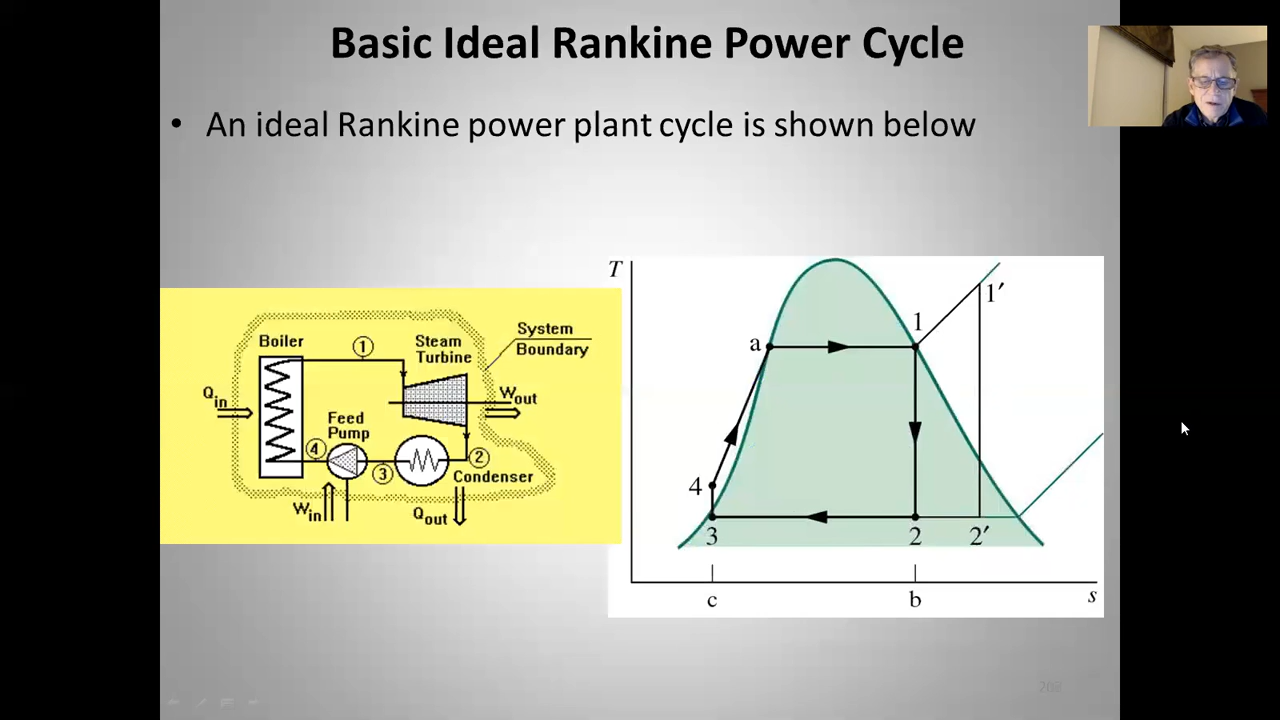 Basic Ideal Rankine Power Cycle
• An ideal Rankine power plant cycle is shown below
System
Boundary
Boiler
1
Steam
Turbine
Qin
Wout
Feed
Pump
4
3
2
Condenser
Win
Qout
T
1′
1
a
4
3
2
2′
c
b
s
202